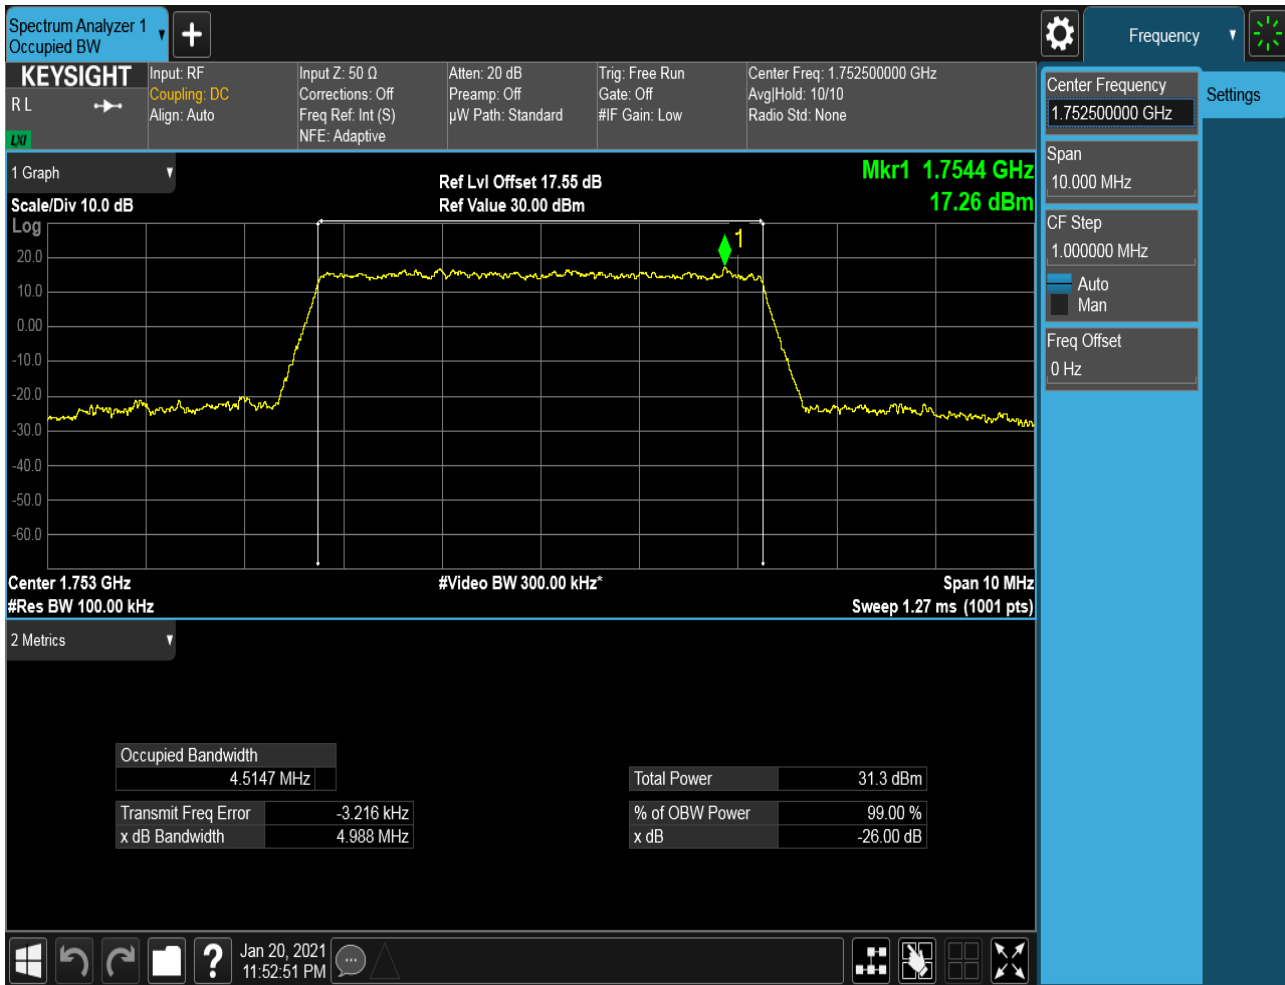 Spectrum Analyzer 1
Occupied BW
+
Frequency
KEYSIGHT
R L
LXI
Input: RF
Coupling: DC
Align: Auto
Input Z: 50 Ω
Corrections: Off
Freq Ref: Int (S)
NFE: Adaptive
Atten: 20 dB
Preamp: Off
µW Path: Standard
Trig: Free Run
Gate: Off
#IF Gain: Low
Center Freq: 1.752500000 GHz
Avg|Hold: 10/10
Radio Std: None
Center Frequency
1.752500000 GHz
Settings
Span
10.000 MHz
CF Step
1.000000 MHz
Auto
Man
Freq Offset
0 Hz
1 Graph
Scale/Div 10.0 dB
Log
Ref Lvl Offset 17.55 dB
Ref Value 30.00 dBm
Mkr1 1.7544 GHz
17.26 dBm
1
20.0
10.0
0.00
-10.0
-20.0
-30.0
-40.0
-50.0
-60.0
Center 1.753 GHz
#Res BW 100.00 kHz
#Video BW 300.00 kHz*
Span 10 MHz
Sweep 1.27 ms (1001 pts)
2 Metrics
Occupied Bandwidth
4.5147 MHz
Transmit Freq Error -3.216 kHz
x dB Bandwidth 4.988 MHz
Total Power 31.3 dBm
% of OBW Power 99.00 %
x dB -26.00 dB
?
Jan 20, 2021
11:52:51 PM